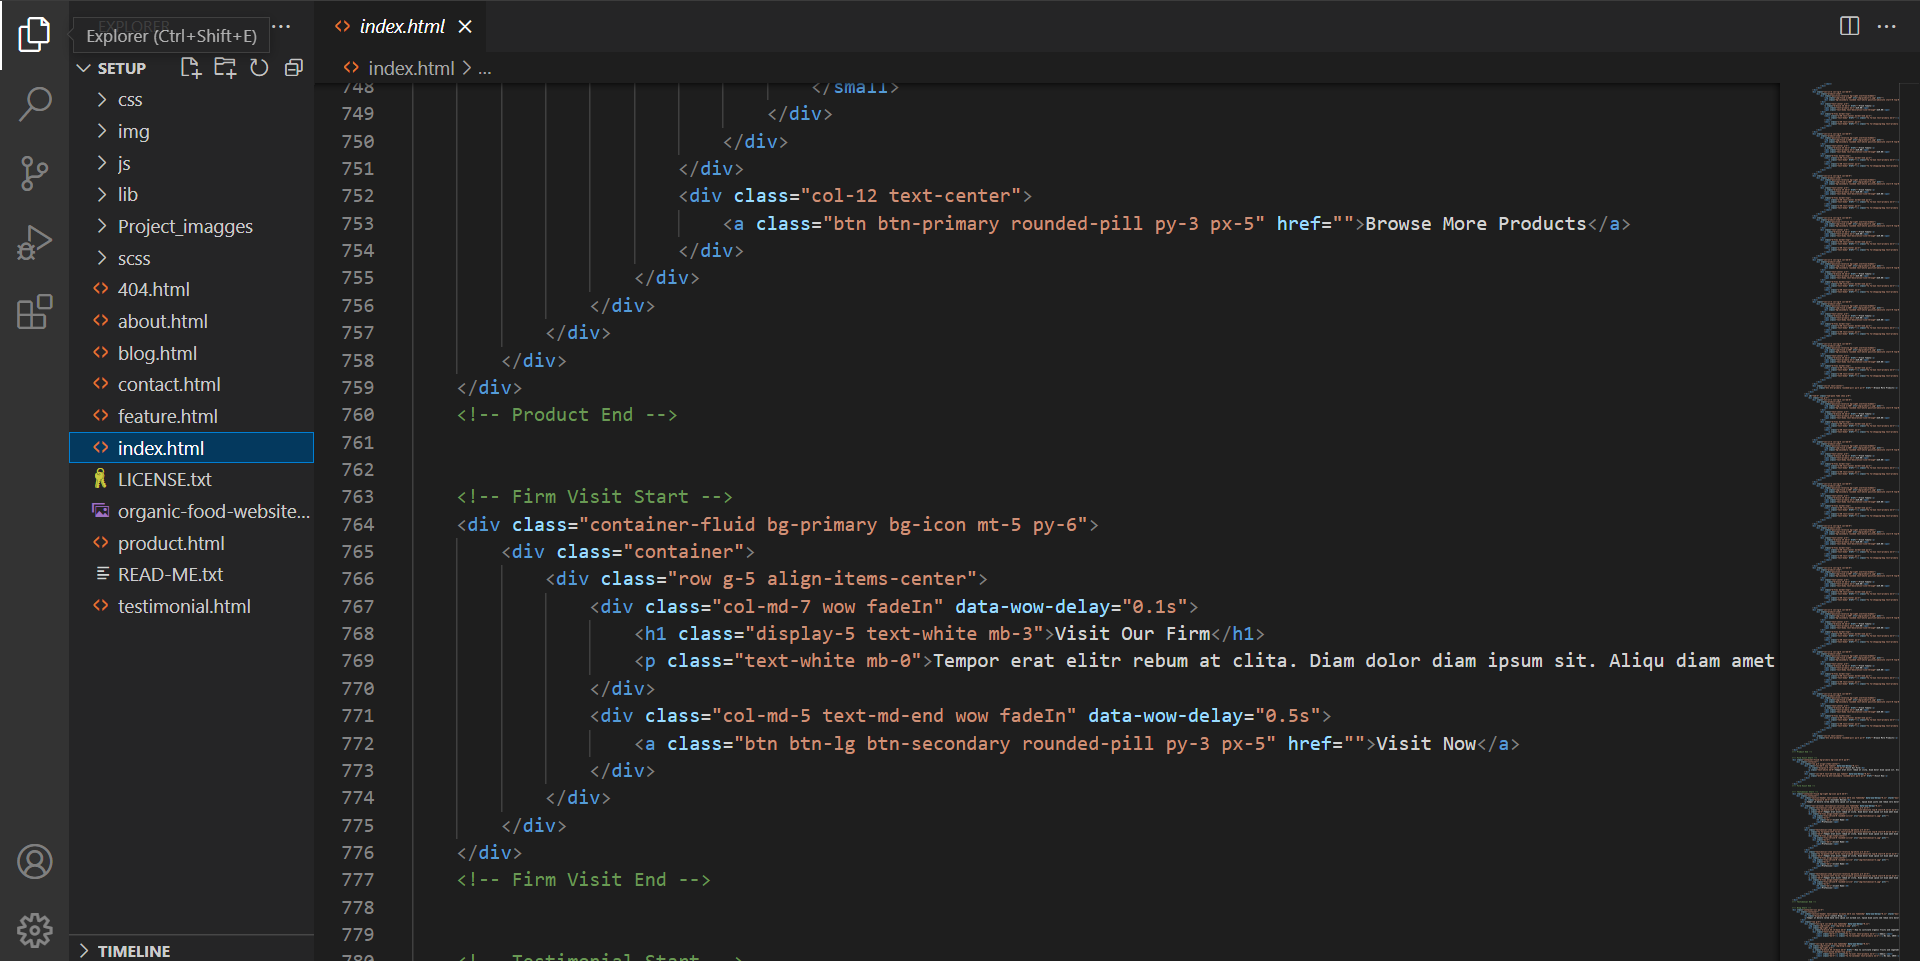 EXPLORER
Explorer (Ctrl+Shift+E)
SETUP
css
img
js
lib
Project_imagges
scss
404.html
about.html
blog.html
contact.html
feature.html
index.html
LICENSE.txt
organic-food-website...
product.html
READ-ME.txt
testimonial.html
TIMELINE
index.html
index.html > ...
748 </small>
749 </div>
750 </div>
751 </div>
752 <div class="col-12 text-center">
753 <a class="btn btn-primary rounded-pill py-3 px-5" href="">Browse More Products</a>
754 </div>
755 </div>
756 </div>
757 </div>
758 </div>
759 </div>
760 <!-- Product End -->
761
762
763 <!-- Firm Visit Start -->
764 <div class="container-fluid bg-primary bg-icon mt-5 py-6">
765 <div class="container">
766 <div class="row g-5 align-items-center">
767 <div class="col-md-7 wow fadeIn" data-wow-delay="0.1s">
768 <h1 class="display-5 text-white mb-3">Visit Our Firm</h1>
769 <p class="text-white mb-0">Tempor erat elitr rebum at clita. Diam dolor diam ipsum sit. Aliqu diam amet
770 </div>
771 <div class="col-md-5 text-md-end wow fadeIn" data-wow-delay="0.5s">
772 <a class="btn btn-lg btn-secondary rounded-pill py-3 px-5" href="">Visit Now</a>
773 </div>
774 </div>
775 </div>
776 </div>
777 <!-- Firm Visit End -->
778
779
780 <!-- Testimonial Start -->